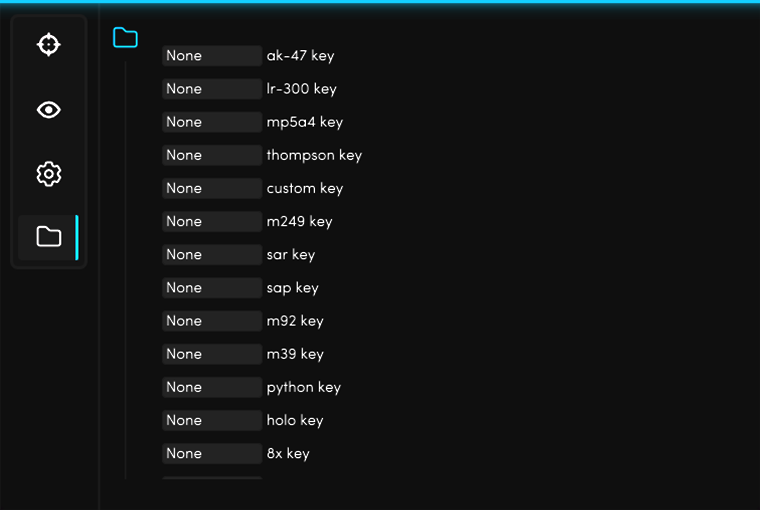 None ak-47 key
None lr-300 key
None mp5a4 key
None thompson key
None custom key
None m249 key
None sar key
None sap key
None m92 key
None m39 key
None python key
None holo key
None 8x key